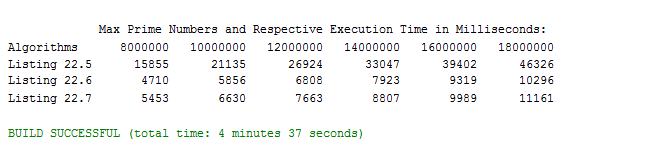 Max Prime Numbers and Respective Execution Time in Milliseconds:
Algorithms 8000000 10000000 12000000 14000000 16000000 18000000
Listing 22.5 15855 21135 26924 33047 39402 46326
Listing 22.6 4710 5856 6808 7923 9319 10296
Listing 22.7 5453 6630 7663 8807 9989 11161
BUILD SUCCESSFUL (total time: 4 minutes 37 seconds)